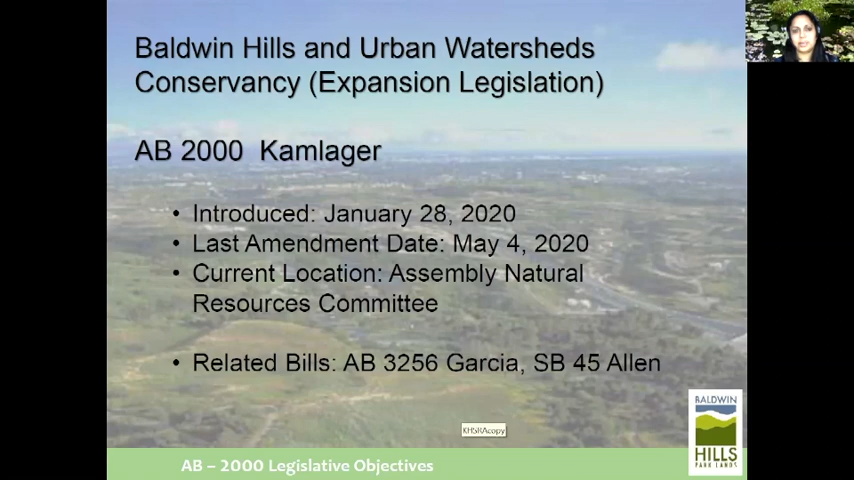 Baldwin Hills and Urban Watersheds
Conservancy (Expansion Legislation)
AB 2000 Kamlager
• Introduced: January 28, 2020
• Last Amendment Date: May 4, 2020
• Current Location: Assembly Natural
Resources Committee
• Related Bills: AB 3256 Garcia, SB 45 Allen
KHSRAcopy
BALDWIN
HILLS
PARK LANDS
AB – 2000 Legislative Objectives